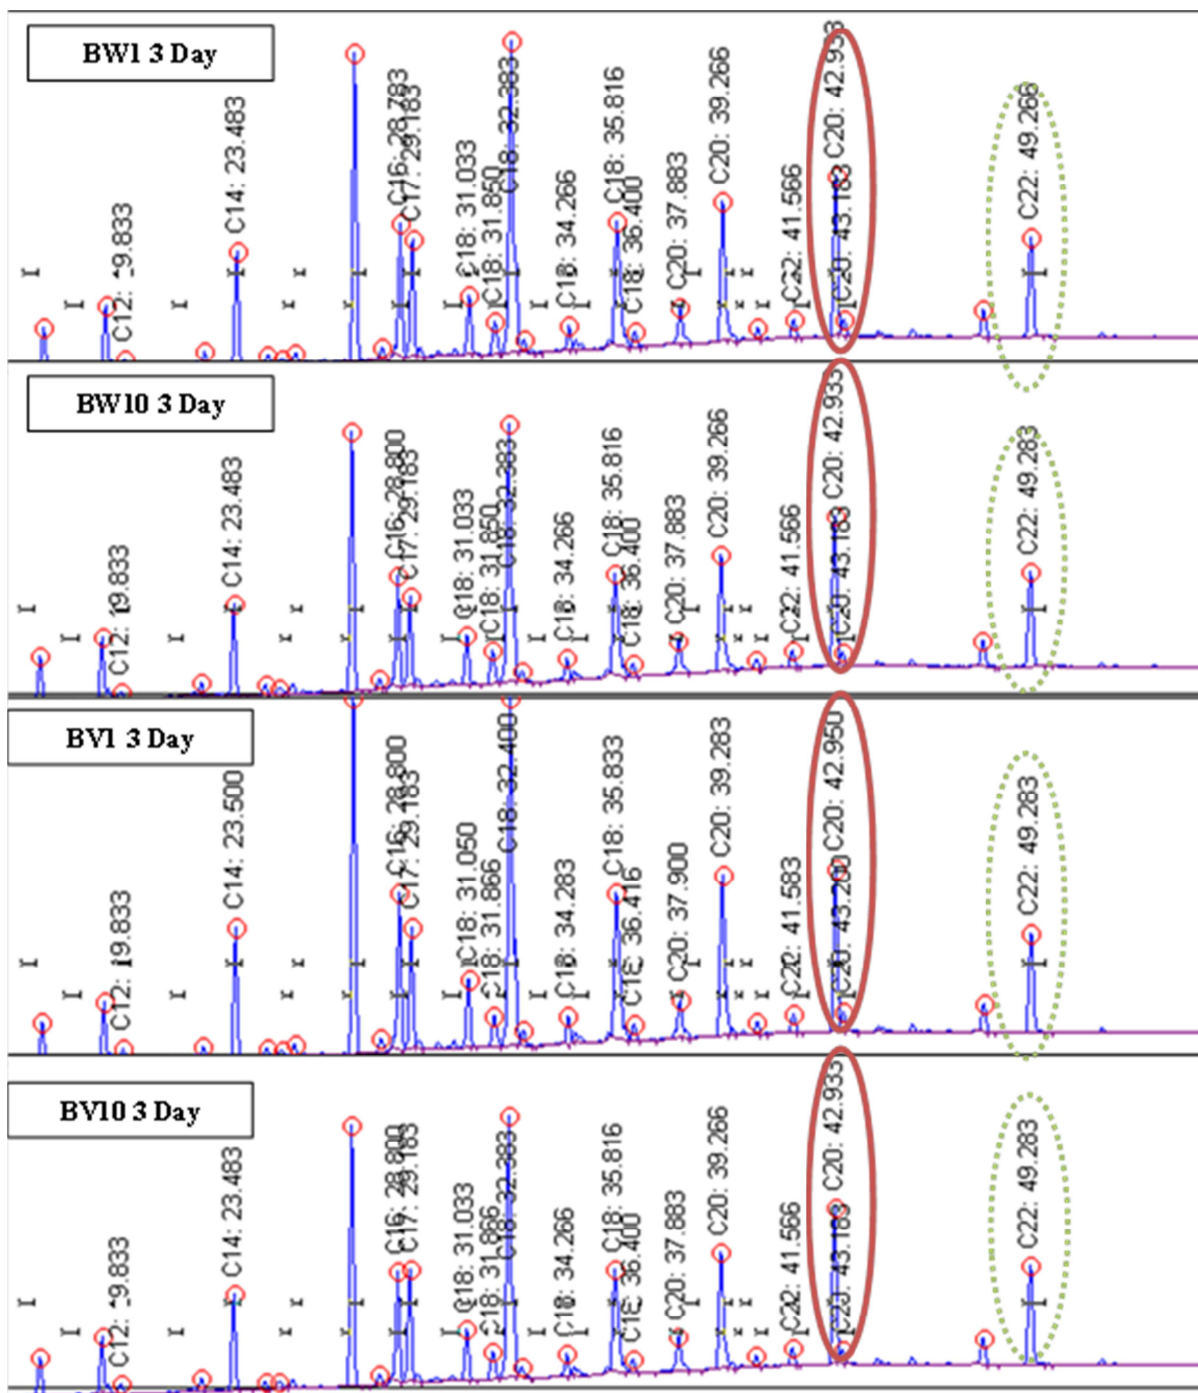 BW1 3 Day
C12: 19.833
C14: 23.483
C16: 28.783
C17: 29.183
C18: 31.033
C18: 31.850
C18: 32.383
C18: 34.266
C18: 35.816
C18: 36.400
C20: 37.883
C20: 39.266
C22: 41.566
C20: 42.933
C20: 43.183
C22: 49.266
BW10 3 Day
C12: 19.833
C14: 23.483
C16: 28.800
C17: 29.183
C18: 31.033
C18: 31.850
C18: 32.383
C18: 34.266
C18: 35.816
C18: 36.400
C20: 37.883
C20: 39.266
C22: 41.566
C20: 42.933
C20: 43.183
C22: 49.283
BV1 3 Day
C12: 19.833
C14: 23.500
C16: 28.800
C17: 29.183
C18: 31.050
C18: 31.866
C18: 32.400
C18: 34.283
C18: 35.833
C18: 36.416
C20: 37.900
C20: 39.283
C22: 41.583
C20: 42.950
C20: 43.200
C22: 49.283
BV10 3 Day
C12: 19.833
C14: 23.483
C16: 28.800
C17: 29.183
C18: 31.033
C18: 31.866
C18: 32.383
C18: 34.266
C18: 35.816
C18: 36.400
C20: 37.883
C20: 39.266
C22: 41.566
C20: 42.933
C20: 43.183
C22: 49.283